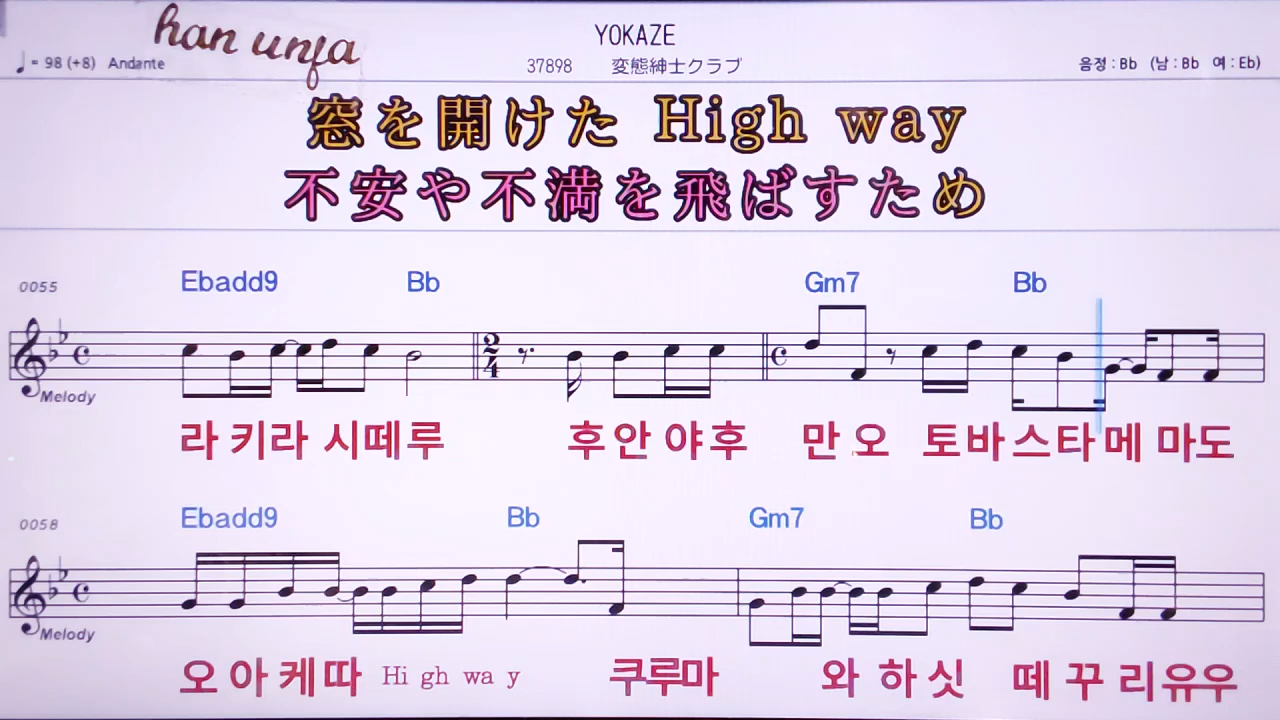 han unfa
YOKAZE
♩= 98 (+8) Andante
37898 変態紳士クラブ
음정 : Bb (남 : Bb 여 : Eb)
窓を開けた High way
不安や不満を飛ばすため
0055 Ebadd9 Bb Gm7 Bb
2/4
Melody
라 키라 시떼루 후안 야후 만 오 토바스타메 마도
0058 Ebadd9 Bb Gm7 Bb
Melody
오 아 케따 Hi gh wa y 쿠루마 와 하 싯 떼 꾸 리유우